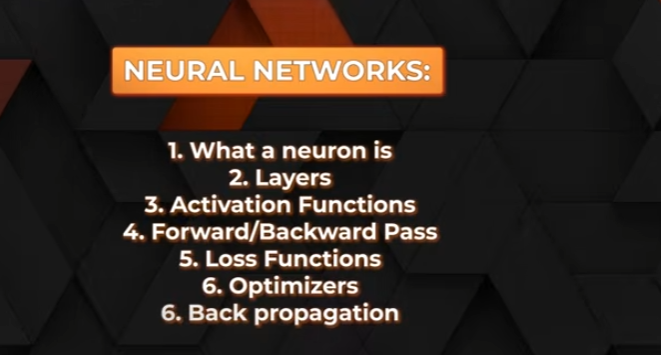 NEURAL NETWORKS:
1. What a neuron is
2. Layers
3. Activation Functions
4. Forward/Backward Pass
5. Loss Functions
6. Optimizers
6. Back propagation